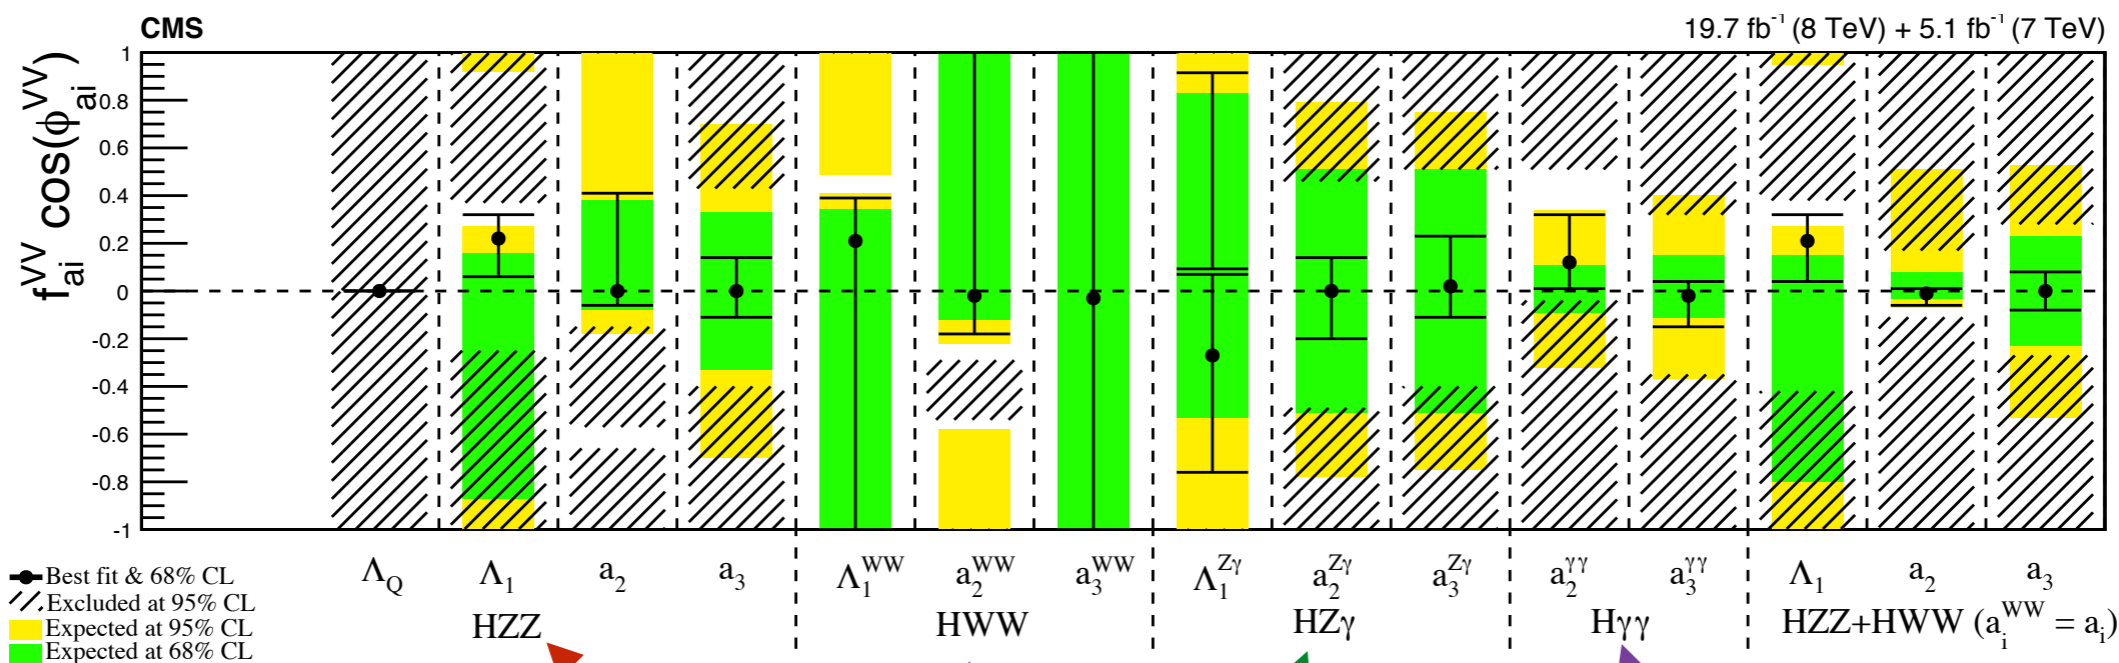 CMS
19.7 fb⁻¹ (8 TeV) + 5.1 fb⁻¹ (7 TeV)
f_ai^VV cos(ϕ_ai^VV)
1
0.8
0.6
0.4
0.2
0
-0.2
-0.4
-0.6
-0.8
-1
Λ_Q Λ_1 a_2 a_3 Λ_1^WW a_2^WW a_3^WW Λ_1^Zγ a_2^Zγ a_3^Zγ a_2^γγ a_3^γγ Λ_1 a_2 a_3
HZZ HWW HZγ Hγγ HZZ+HWW (a_i^WW = a_i)
Best fit & 68% CL
Excluded at 95% CL
Expected at 95% CL
Expected at 68% CL